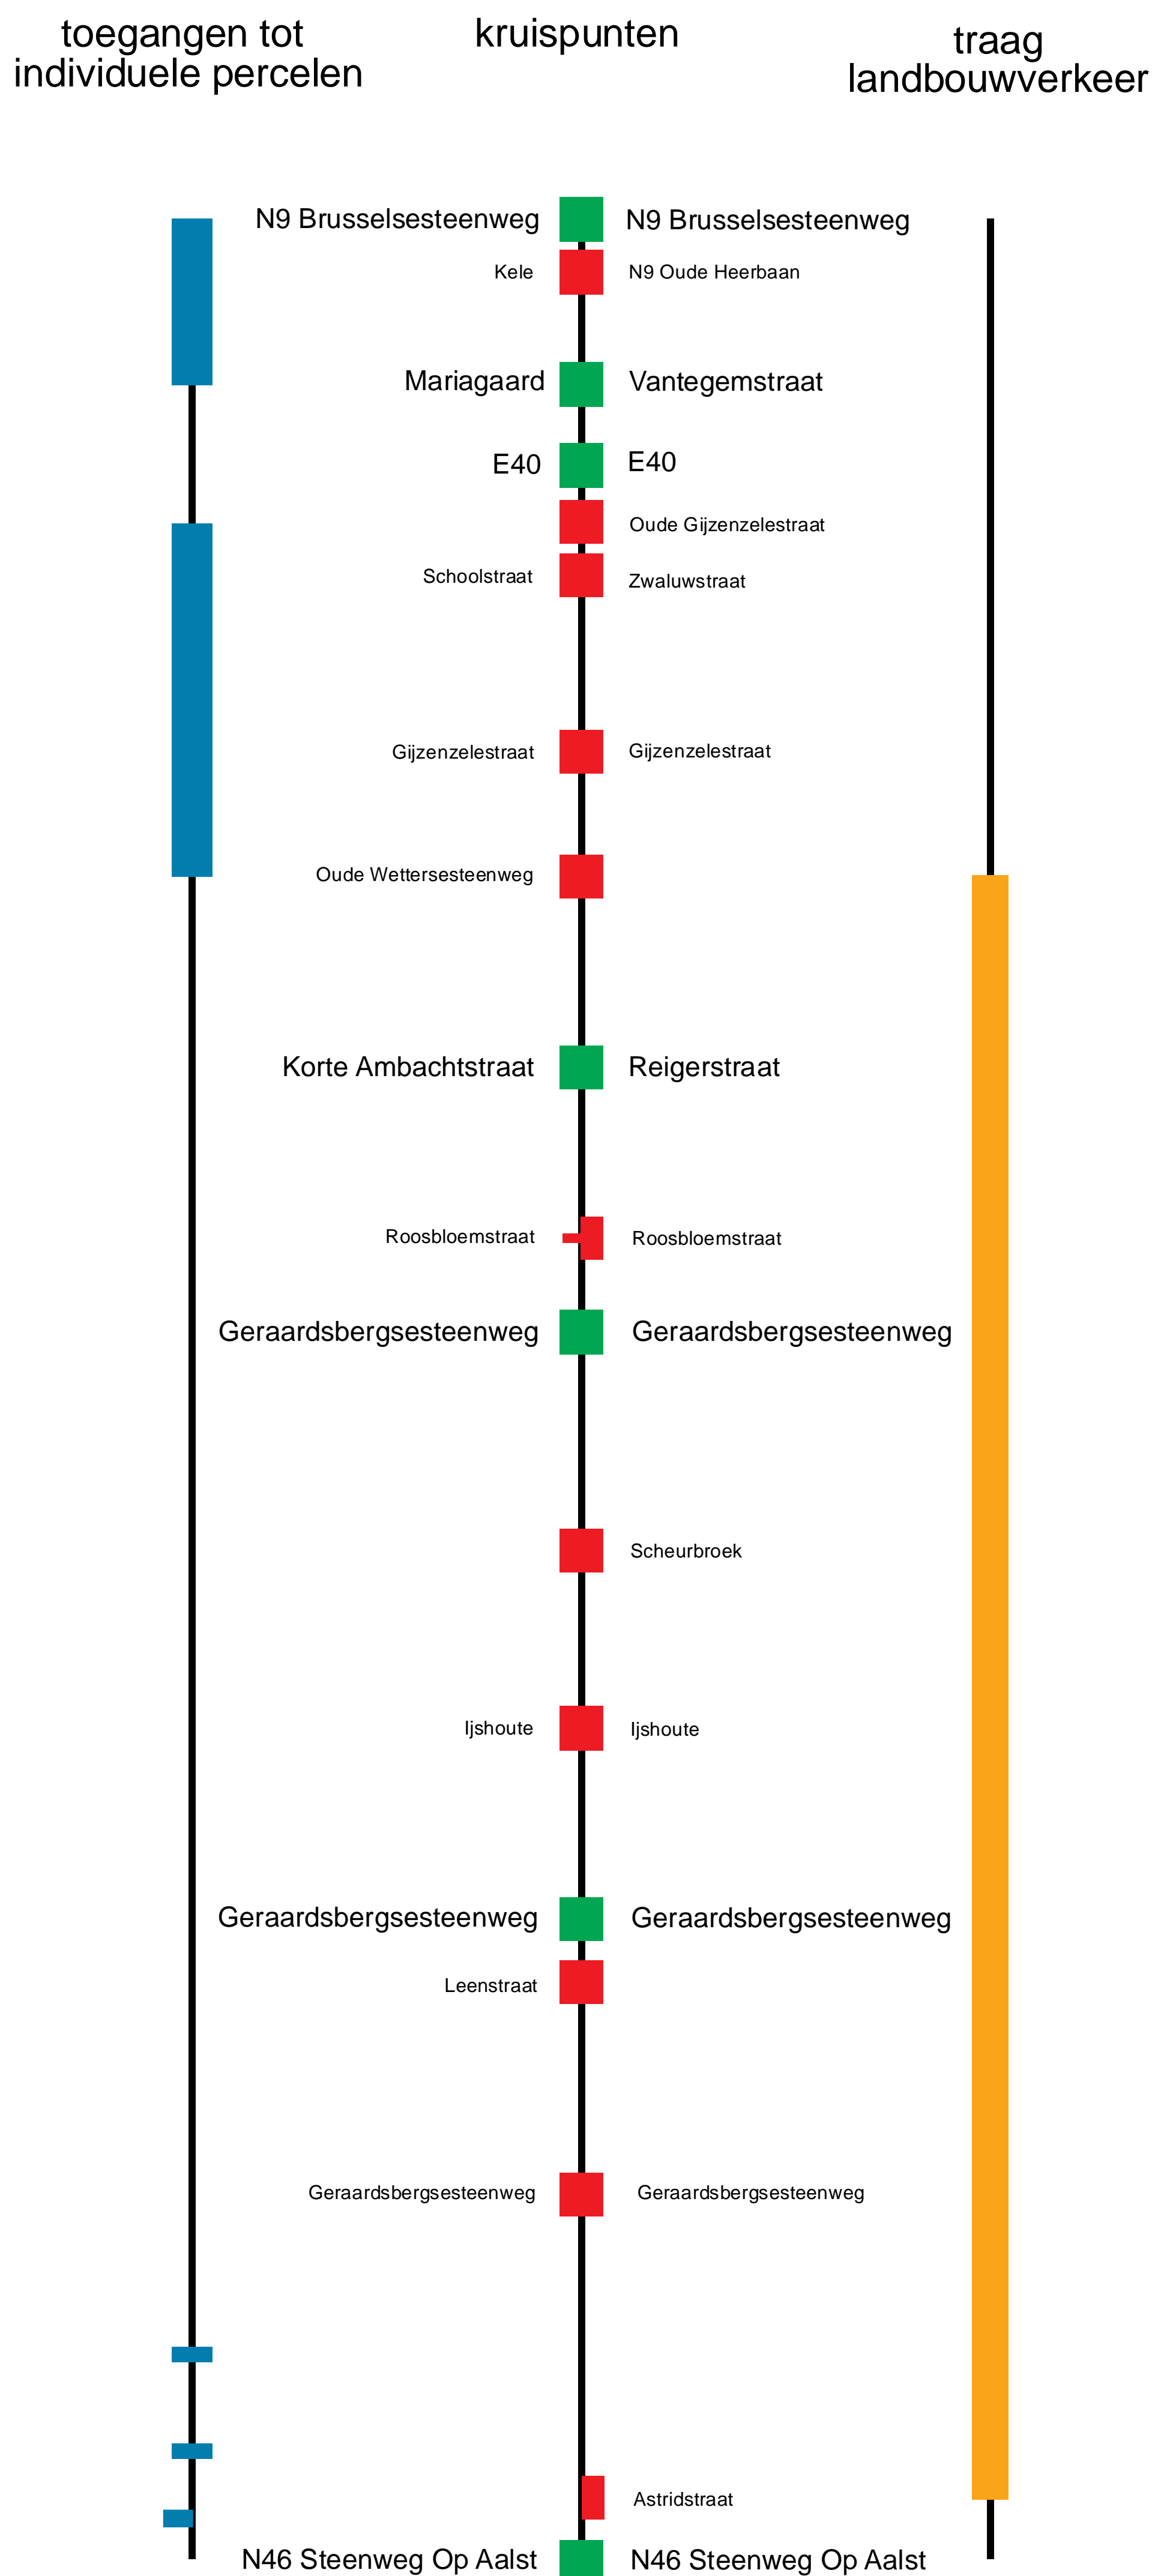 toegangen tot
individuele percelen
kruispunten
traag
landbouwverkeer
N9 Brusselsesteenweg N9 Brusselsesteenweg
Kele N9 Oude Heerbaan
Mariagaard Vantegemstraat
E40 E40
Oude Gijzenzelestraat
Schoolstraat Zwaluwstraat
Gijzenzelestraat Gijzenzelestraat
Oude Wettersesteenweg
Korte Ambachtstraat Reigerstraat
Roosbloemstraat Roosbloemstraat
Geraardsbergsesteenweg Geraardsbergsesteenweg
Scheurbroek
Ijshoute Ijshoute
Geraardsbergsesteenweg Geraardsbergsesteenweg
Leenstraat
Geraardsbergsesteenweg Geraardsbergsesteenweg
Astridstraat
N46 Steenweg Op Aalst N46 Steenweg Op Aalst